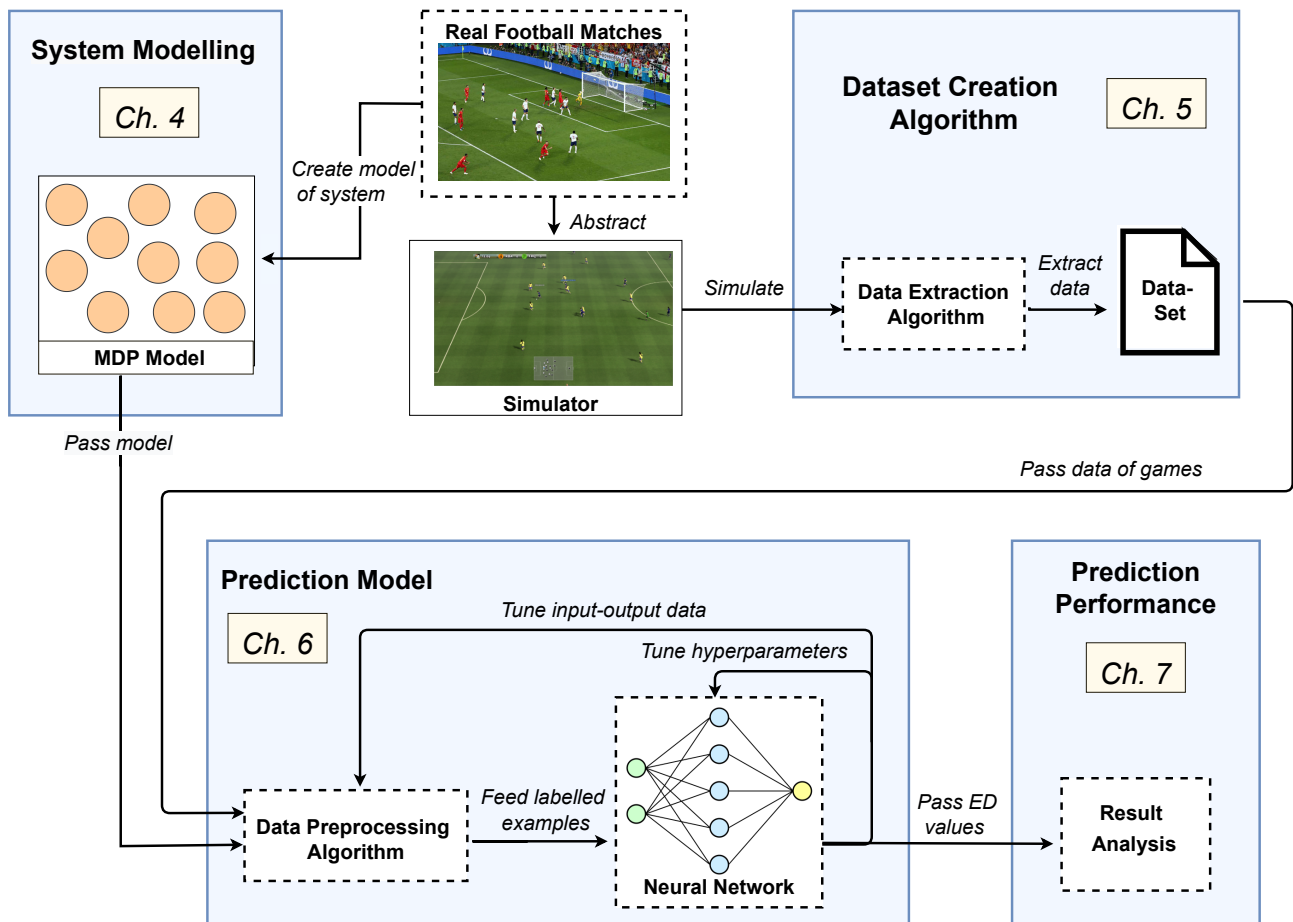 System Modelling
Ch. 4
MDP Model
Real Football Matches
Create model
of system
Abstract
Simulator
Simulate
Dataset Creation
Algorithm
Ch. 5
Data Extraction
Algorithm
Extract
data
Data-
Set
Pass model
Pass data of games
Prediction Model
Ch. 6
Tune input-output data
Tune hyperparameters
Data Preprocessing
Algorithm
Feed labelled
examples
Neural Network
Pass ED
values
Prediction
Performance
Ch. 7
Result
Analysis